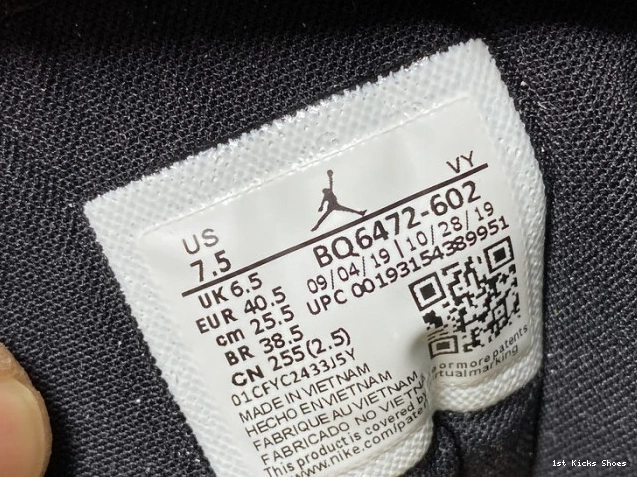 US
7.5
VY
UK 6.5
EUR 40.5
cm 25.5
BR 38.5
CN 255(2.5)
BQ6472-602
09/04/19 | 10/28/19
UPC 00193154389951
01CFYC2433J5Y
MADE IN VIETNAM
HECHO EN VIETNAM
FABRIQUE AU VIETNAM
FABRICADO NO VIETNAM
This product is covered by
or more patents
www.nike.com/pate
virtual marking
1st Kicks Shoes